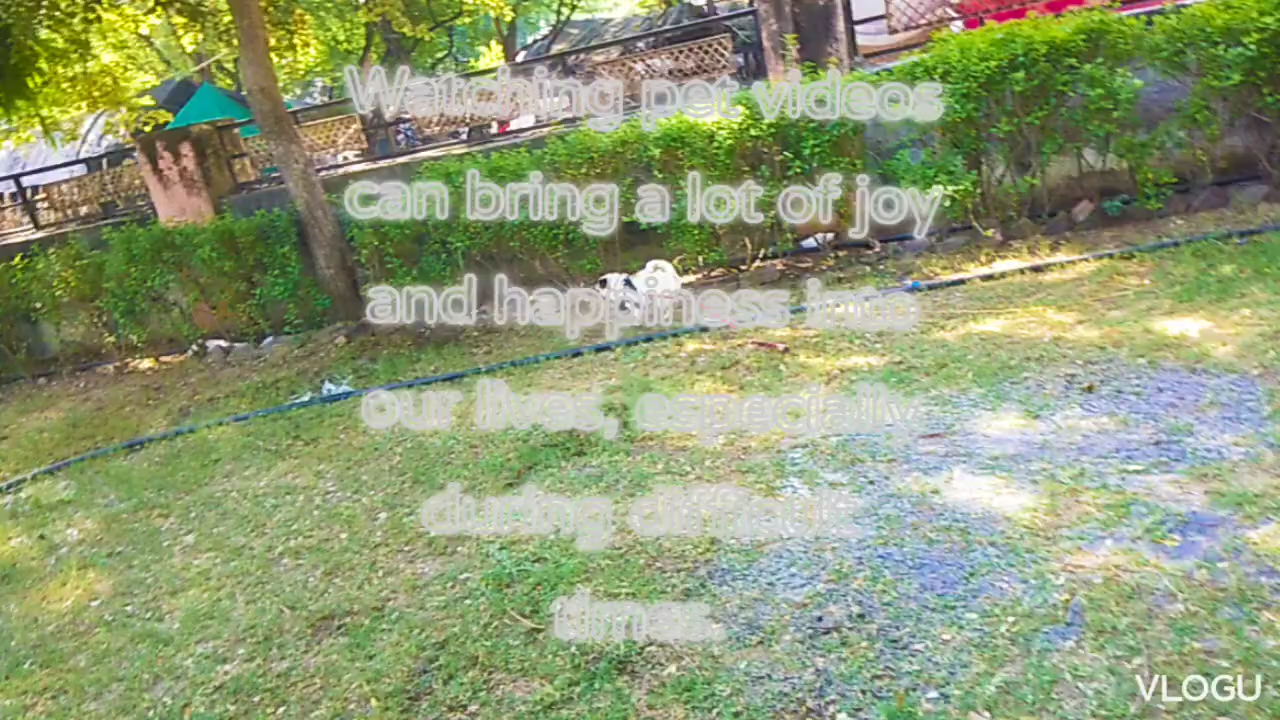 Watching pet videos
can bring a lot of joy
and happiness into
our lives, especially
during difficult
times.
VLOGU